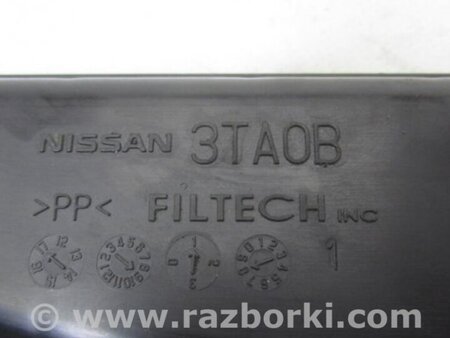 NISSAN 3TA0B
>PP< FILTECH INC
1
www.razborki.com